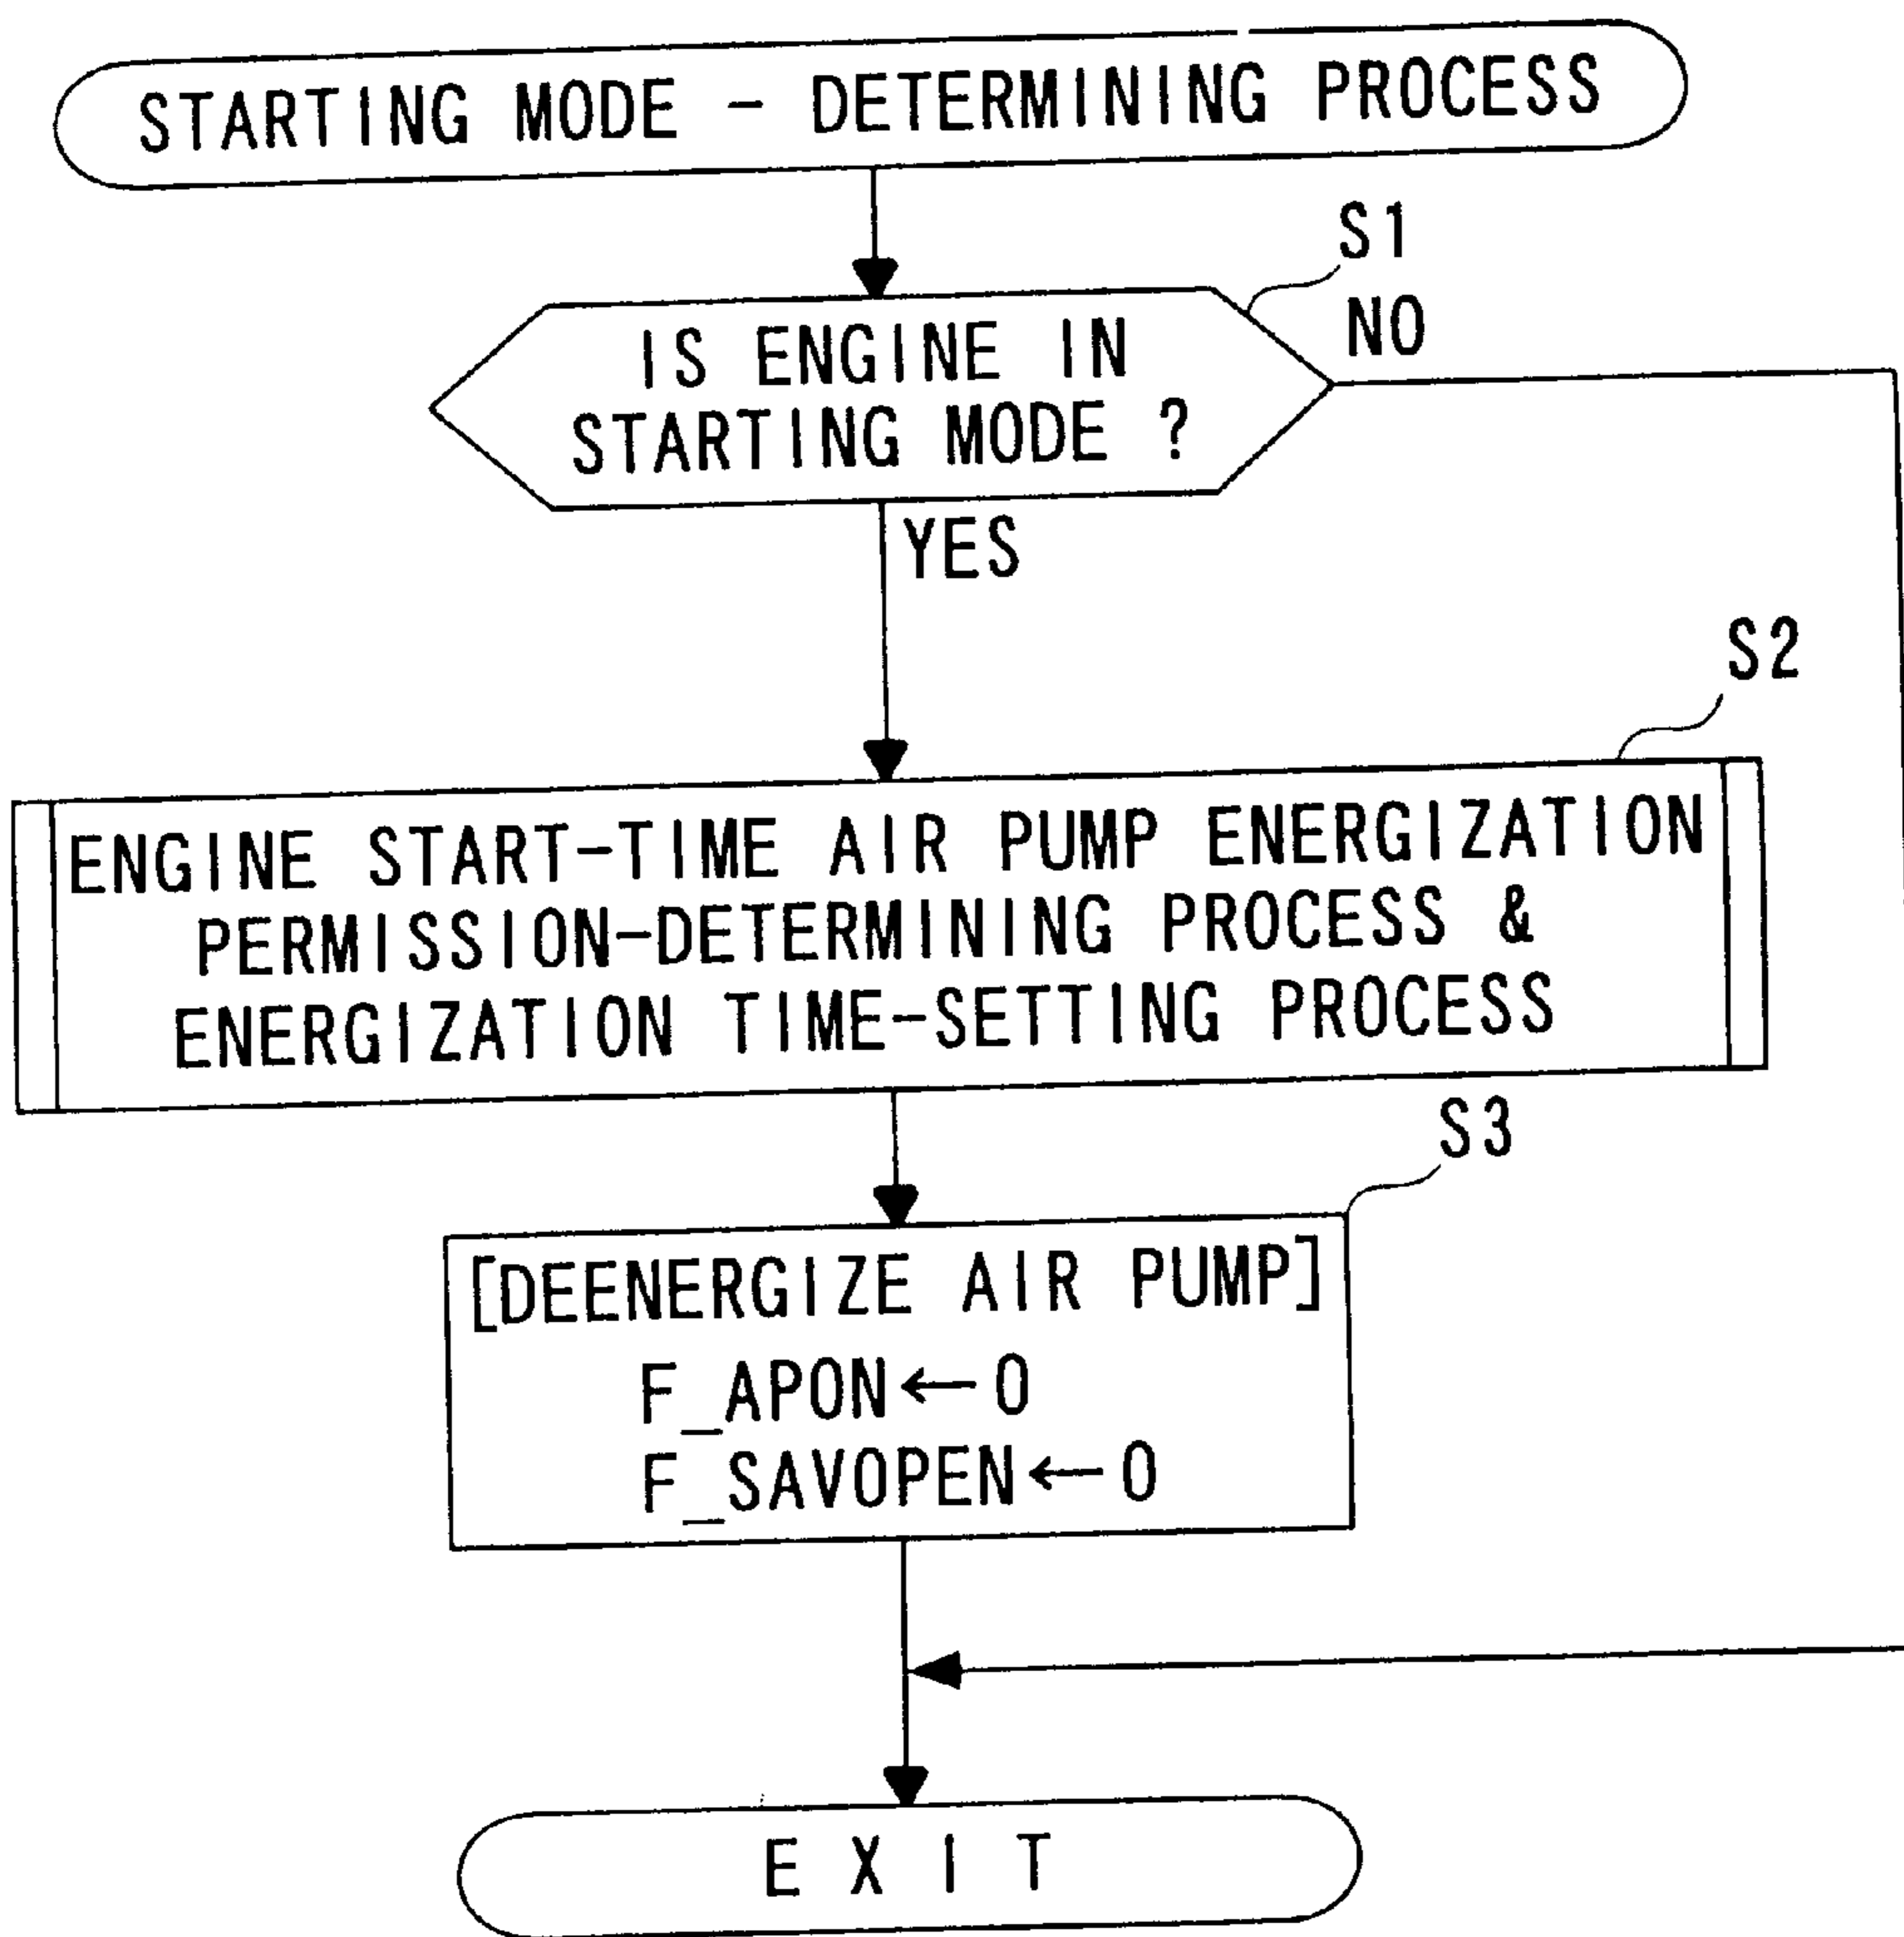 STARTING MODE - DETERMINING PROCESS
S1
NO
IS ENGINE IN
STARTING MODE ?
YES
S2
ENGINE START-TIME AIR PUMP ENERGIZATION
PERMISSION-DETERMINING PROCESS &
ENERGIZATION TIME-SETTING PROCESS
S3
[DEENERGIZE AIR PUMP]
F_APON←0
F_SAVOPEN←0
EXIT